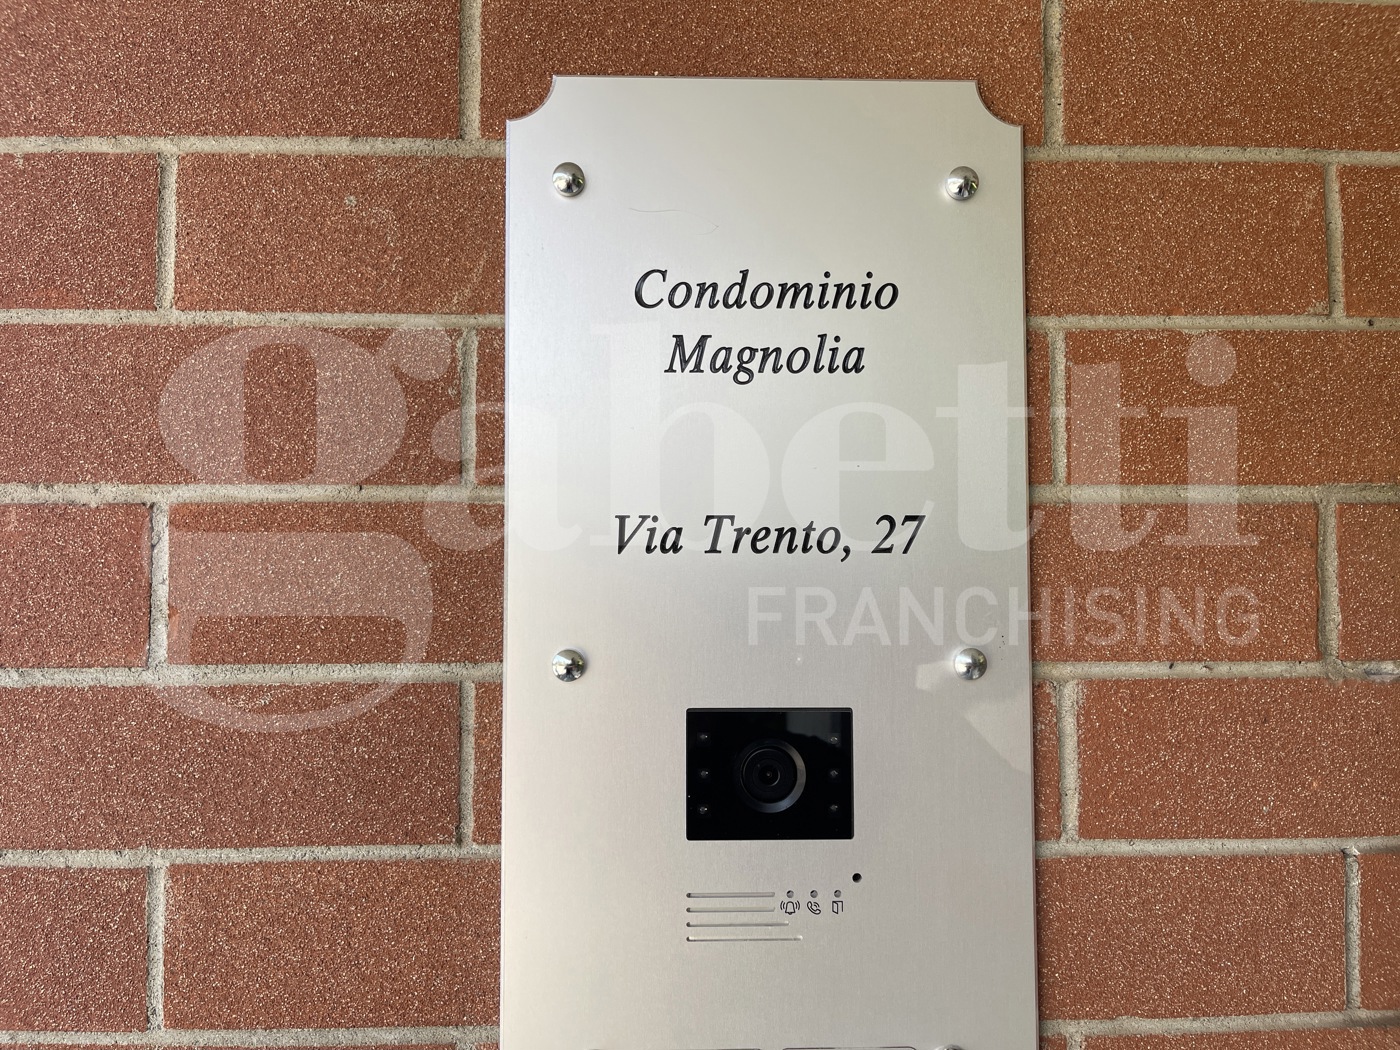 Condominio
Magnolia
Via Trento, 27
gabetti
FRANCHISING